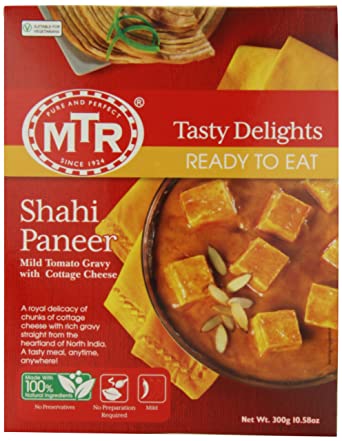 SUITABLE FOR
VEGETARIANS
PURE AND PERFECT
MTR®
SINCE 1924
Tasty Delights
READY TO EAT
Shahi
Paneer
Mild Tomato Gravy
with Cottage Cheese
A royal delicacy of
chunks of cottage
cheese with rich gravy
straight from the
heartland of North India.
A tasty meal, anytime,
anywhere!
Made With
100%
Natural Ingredients
No Preservatives
No Preparation
Required
Mild
Net Wt. 300g (0.58oz